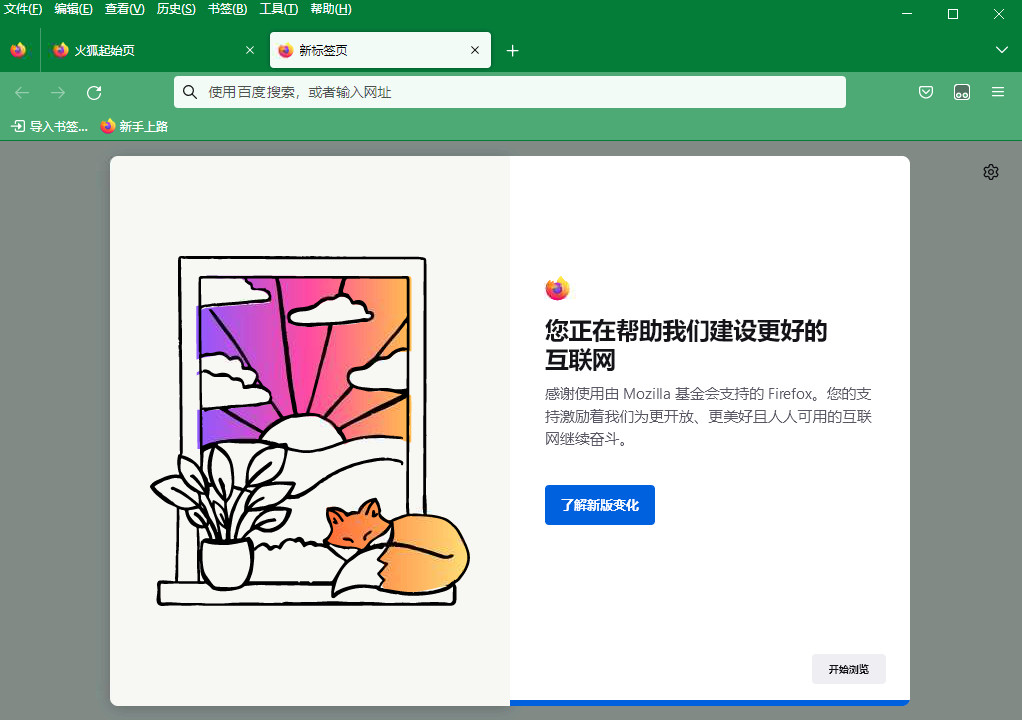 文件(F) 编辑(E) 查看(V) 历史(S) 书签(B) 工具(T) 帮助(H)
火狐起始页
新标签页
使用百度搜索，或者输入网址
导入书签... 新手上路
您正在帮助我们建设更好的
互联网
感谢使用由 Mozilla 基金会支持的 Firefox。您的支
持激励着我们为更开放、更美好且人人可用的互联
网继续奋斗。
了解新版变化
开始浏览